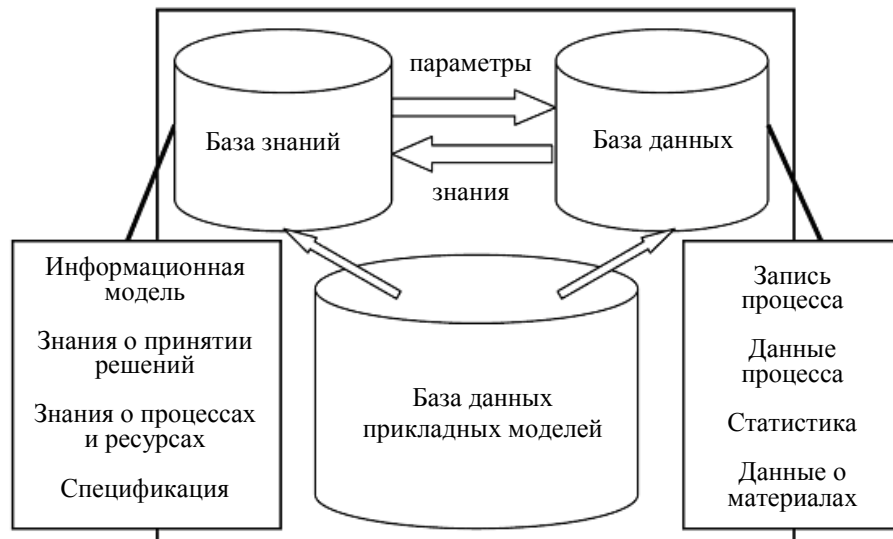 параметры
База знаний
База данных
знания
Информационная
модель
Знания о принятии
решений
Знания о процессах
и ресурсах
Спецификация
База данных
прикладных моделей
Запись
процесса
Данные
процесса
Статистика
Данные о
материалах